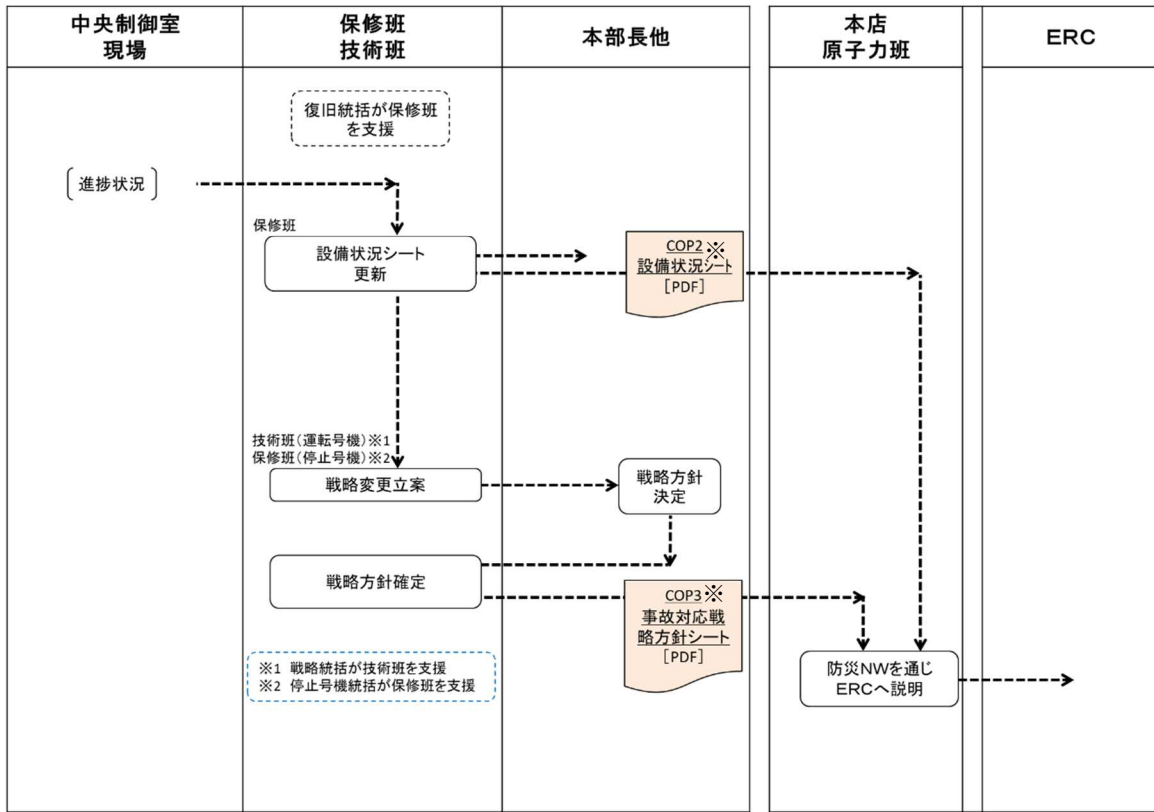 中央制御室
現場
保修班
技術班
本部長他
本店
原子力班
ERC
復旧統括が保修班
を支援
進捗状況
保修班
設備状況シート
更新
COP2※
設備状況シート
[PDF]
技術班(運転号機)※1
保修班(停止号機)※2
戦略変更立案
戦略方針
決定
戦略方針確定
COP3※
事故対応戦
略方針シート
[PDF]
※1 戦略統括が技術班を支援
※2 停止号機統括が保修班を支援
防災NWを通じ
ERCへ説明